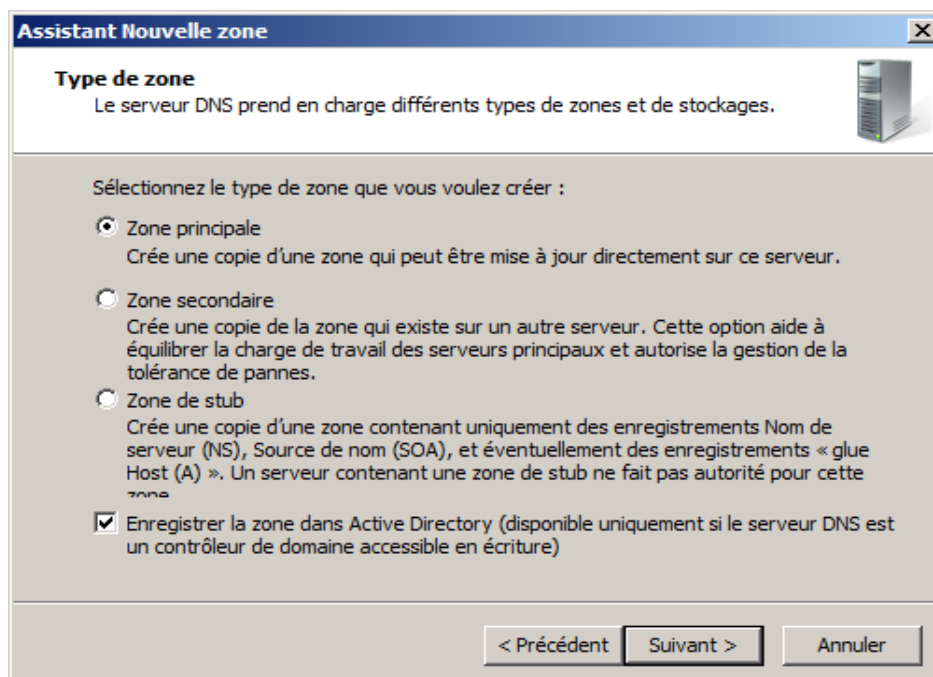 Assistant Nouvelle zone
Type de zone
Le serveur DNS prend en charge différents types de zones et de stockages.
Sélectionnez le type de zone que vous voulez créer :
Zone principale
Crée une copie d'une zone qui peut être mise à jour directement sur ce serveur.
Zone secondaire
Crée une copie de la zone qui existe sur un autre serveur. Cette option aide à
équilibrer la charge de travail des serveurs principaux et autorise la gestion de la
tolérance de pannes.
Zone de stub
Crée une copie d'une zone contenant uniquement des enregistrements Nom de
serveur (NS), Source de nom (SOA), et éventuellement des enregistrements « glue
Host (A) ». Un serveur contenant une zone de stub ne fait pas autorité pour cette
zone
Enregistrer la zone dans Active Directory (disponible uniquement si le serveur DNS est
un contrôleur de domaine accessible en écriture)
< Précédent
Suivant >
Annuler